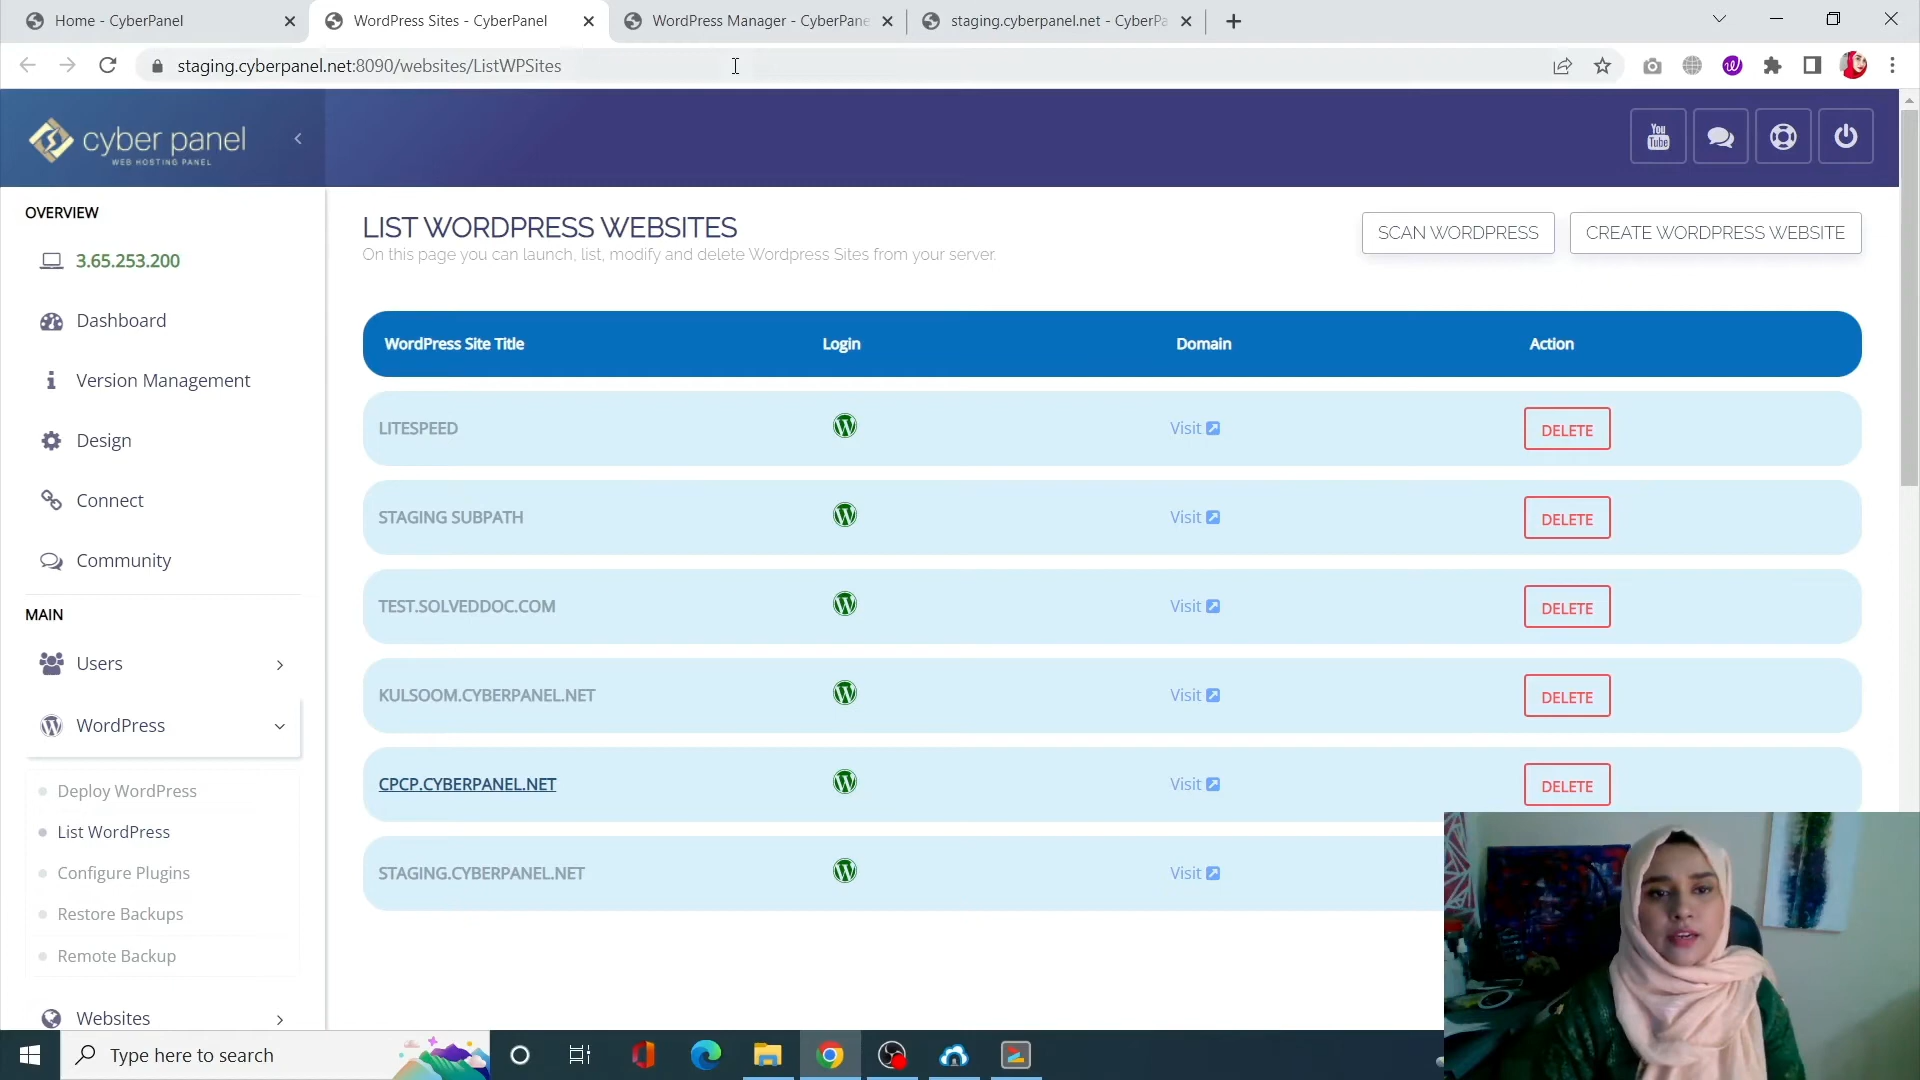 Home - CyberPanel
WordPress Sites - CyberPanel
WordPress Manager - CyberPane
staging.cyberpanel.net - CyberPa
staging.cyberpanel.net:8090/websites/ListWPSites
cyber panel
WEB HOSTING PANEL
You Tube
OVERVIEW
3.65.253.200
Dashboard
Version Management
Design
Connect
Community
MAIN
Users
WordPress
Deploy WordPress
List WordPress
Configure Plugins
Restore Backups
Remote Backup
Websites
LIST WORDPRESS WEBSITES
On this page you can launch, list, modify and delete Wordpress Sites from your server.
SCAN WORDPRESS
CREATE WORDPRESS WEBSITE
WordPress Site Title Login Domain Action
LITESPEED Visit DELETE
STAGING SUBPATH Visit DELETE
TEST.SOLVEDDOC.COM Visit DELETE
KULSOOM.CYBERPANEL.NET Visit DELETE
CPCP.CYBERPANEL.NET Visit DELETE
STAGING.CYBERPANEL.NET Visit
Type here to search